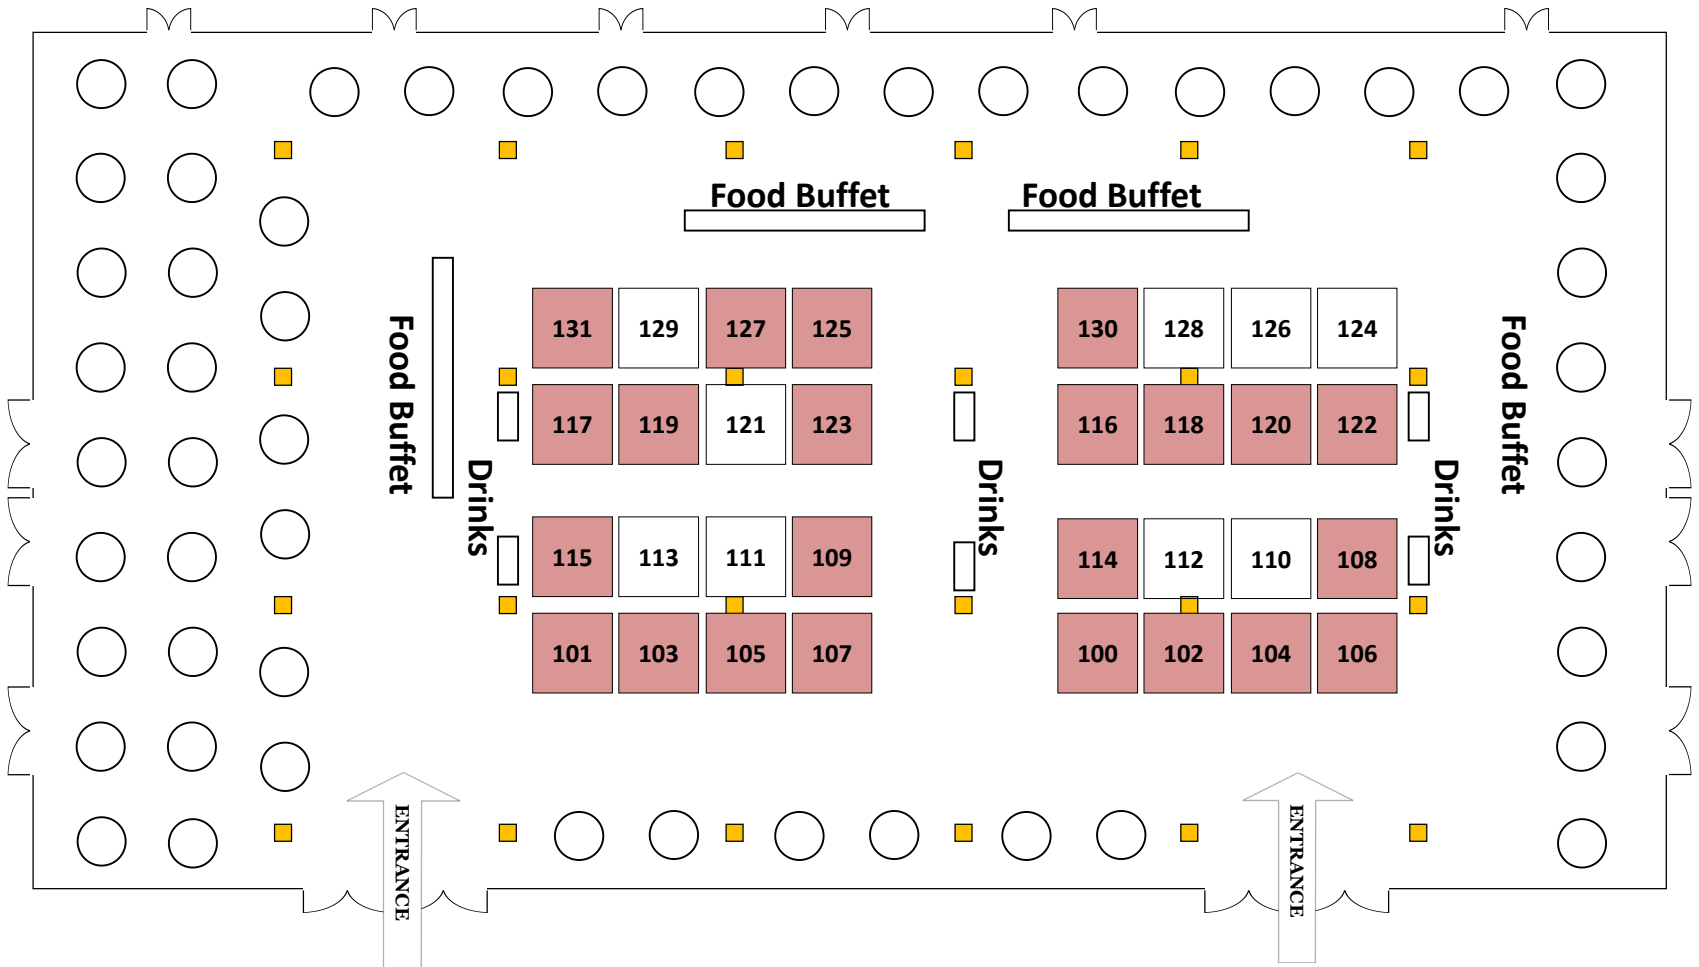 Food Buffet
Food Buffet
Food Buffet
Food Buffet
131 129 127 125
130 128 126 124
117 119 121 123
116 118 120 122
Drinks
Drinks
Drinks
115 113 111 109
114 112 110 108
101 103 105 107
100 102 104 106
ENTRANCE
ENTRANCE